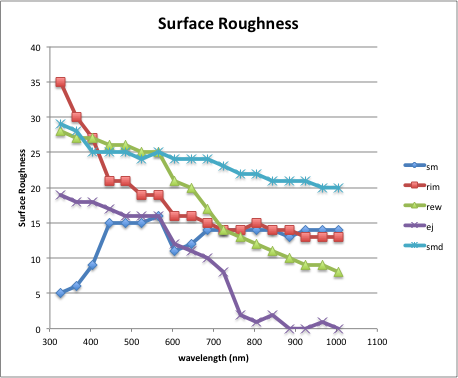 Surface Roughness
40
35
30
25
20
15
10
5
0
Surface Roughness
300 400 500 600 700 800 900 1000 1100
wavelength (nm)
sm
rim
rew
ej
smd